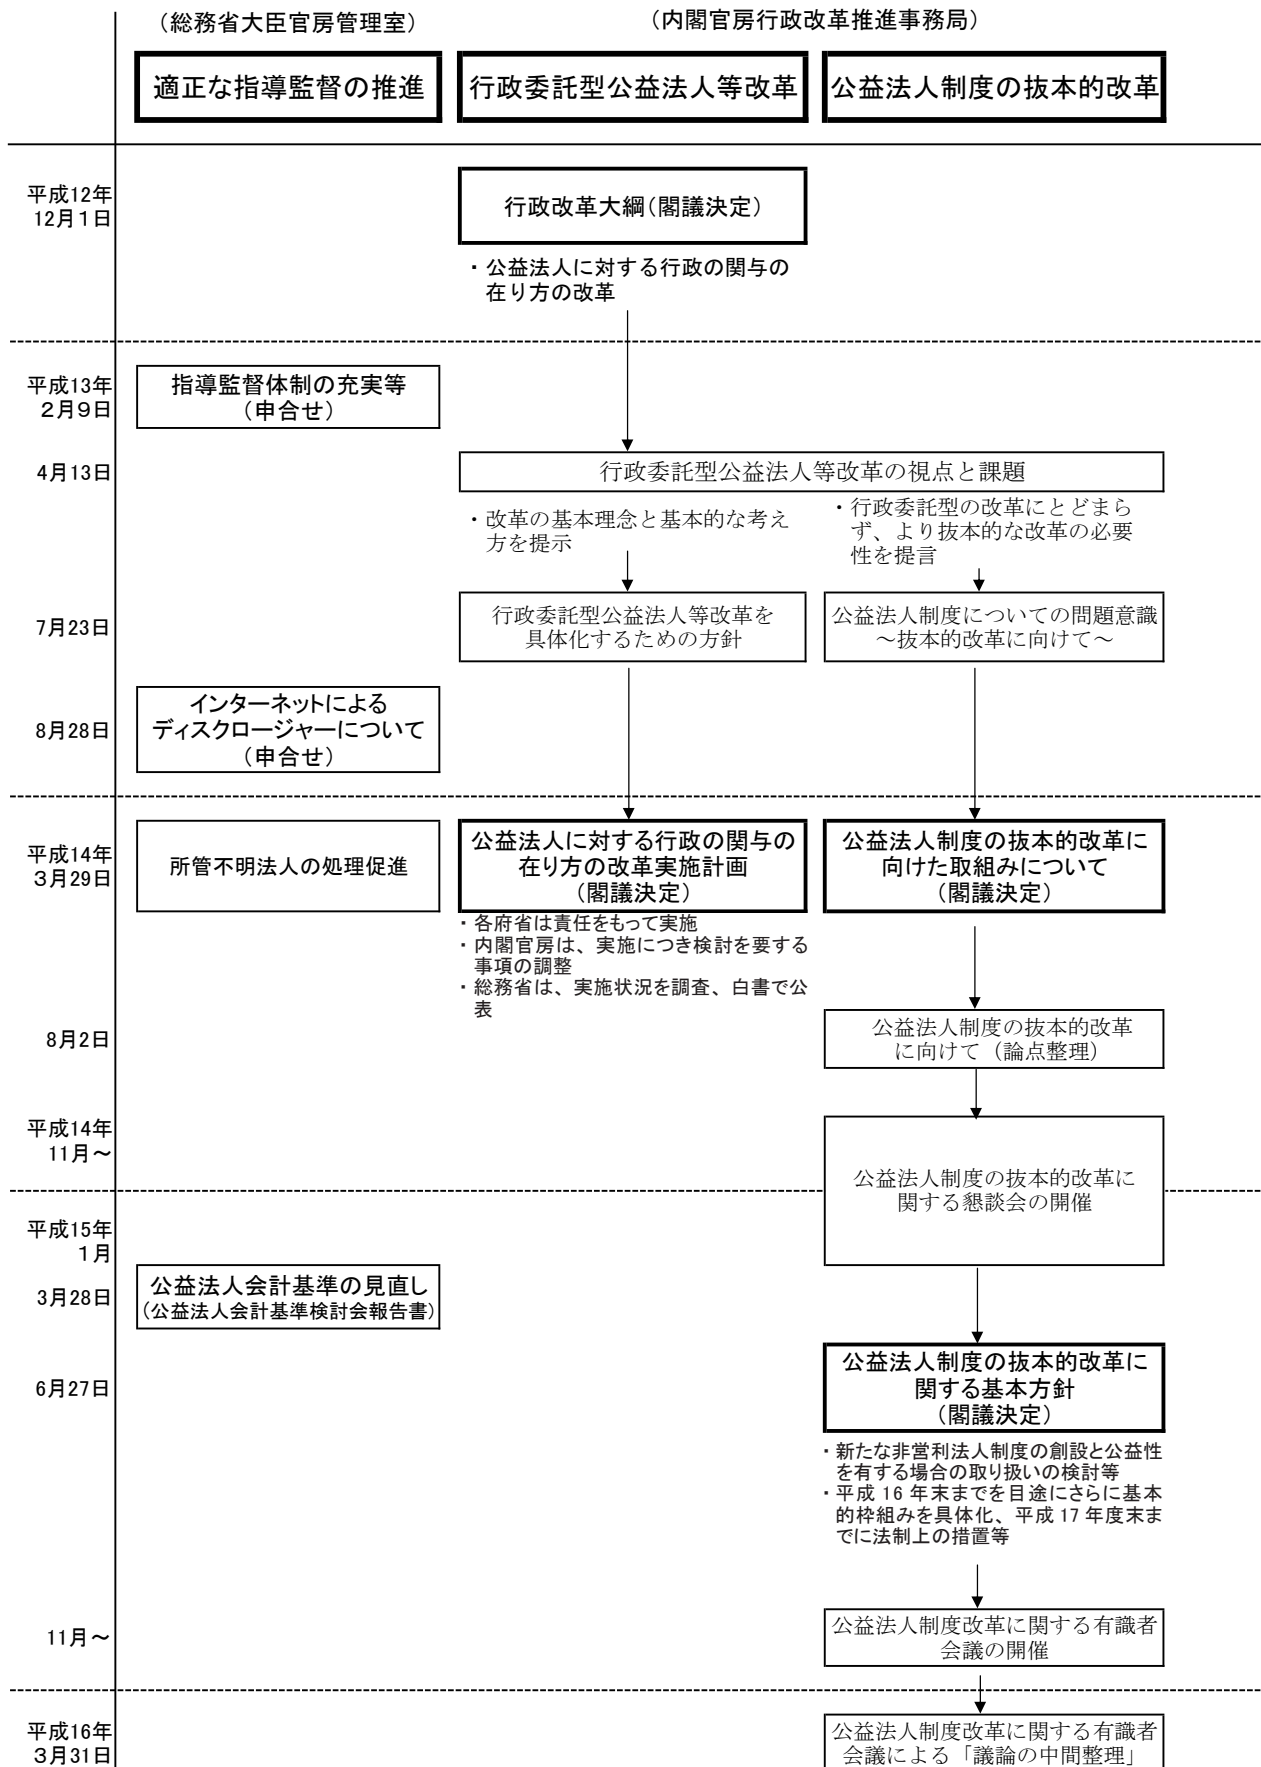 （総務省大臣官房管理室）
（内閣官房行政改革推進事務局）
適正な指導監督の推進
行政委託型公益法人等改革
公益法人制度の抜本的改革
平成12年
12月1日
行政改革大綱（閣議決定）
・公益法人に対する行政の関与の
在り方の改革
平成13年
2月9日
指導監督体制の充実等
（申合せ）
4月13日
行政委託型公益法人等改革の視点と課題
・改革の基本理念と基本的な考え
方を提示
・行政委託型の改革にとどまら
ず、より抜本的な改革の必要
性を提言
7月23日
行政委託型公益法人等改革を
具体化するための方針
公益法人制度についての問題意識
～抜本的改革に向けて～
8月28日
インターネットによる
ディスクロージャーについて
（申合せ）
平成14年
3月29日
所管不明法人の処理促進
公益法人に対する行政の関与の
在り方の改革実施計画
（閣議決定）
公益法人制度の抜本的改革に
向けた取組みについて
（閣議決定）
・各府省は責任をもって実施
・内閣官房は、実施につき検討を要する
事項の調整
・総務省は、実施状況を調査、白書で公
表
8月2日
公益法人制度の抜本的改革
に向けて（論点整理）
平成14年
11月～
公益法人制度の抜本的改革に
関する懇談会の開催
平成15年
1月
3月28日
公益法人会計基準の見直し
（公益法人会計基準検討会報告書）
6月27日
公益法人制度の抜本的改革に
関する基本方針
（閣議決定）
・新たな非営利法人制度の創設と公益性
を有する場合の取り扱いの検討等
・平成 16 年末までを目途にさらに基本
的枠組みを具体化、平成 17 年度末ま
でに法制上の措置等
11月～
公益法人制度改革に関する有識者
会議の開催
平成16年
3月31日
公益法人制度改革に関する有識者
会議による「議論の中間整理」